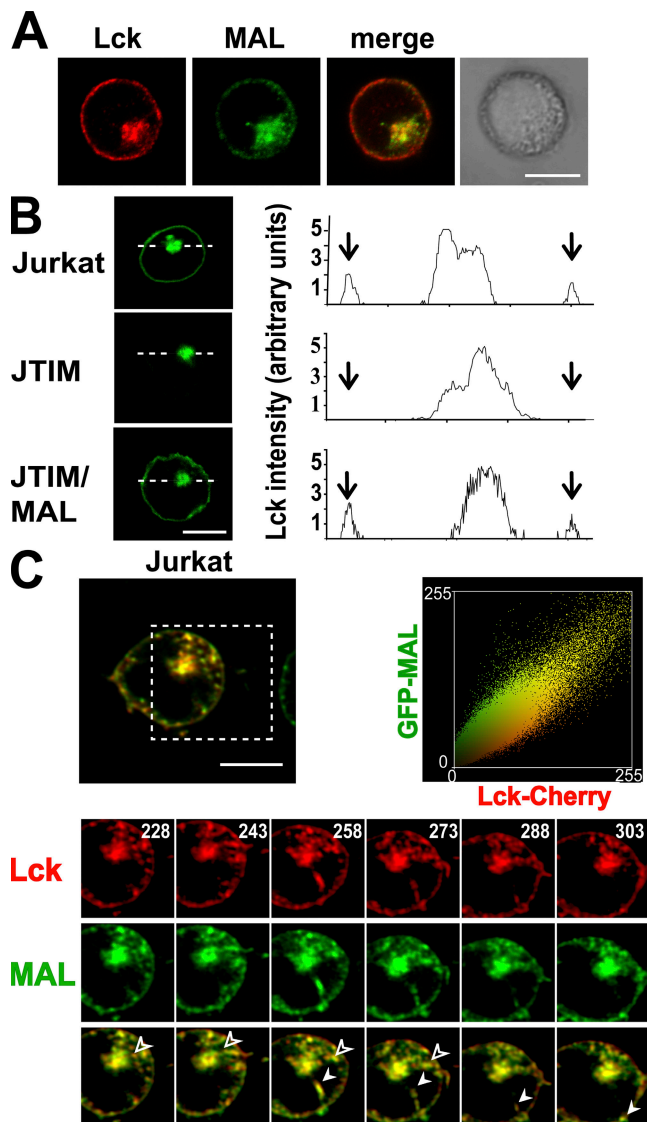 A
Lck MAL merge
B
Jurkat
JTIM
JTIM/
MAL
Lck intensity (arbitrary units)
5
3
1
5
3
1
5
3
1
C
Jurkat
GFP-MAL
255
0
0 255
Lck-Cherry
228 243 258 273 288 303
Lck
MAL